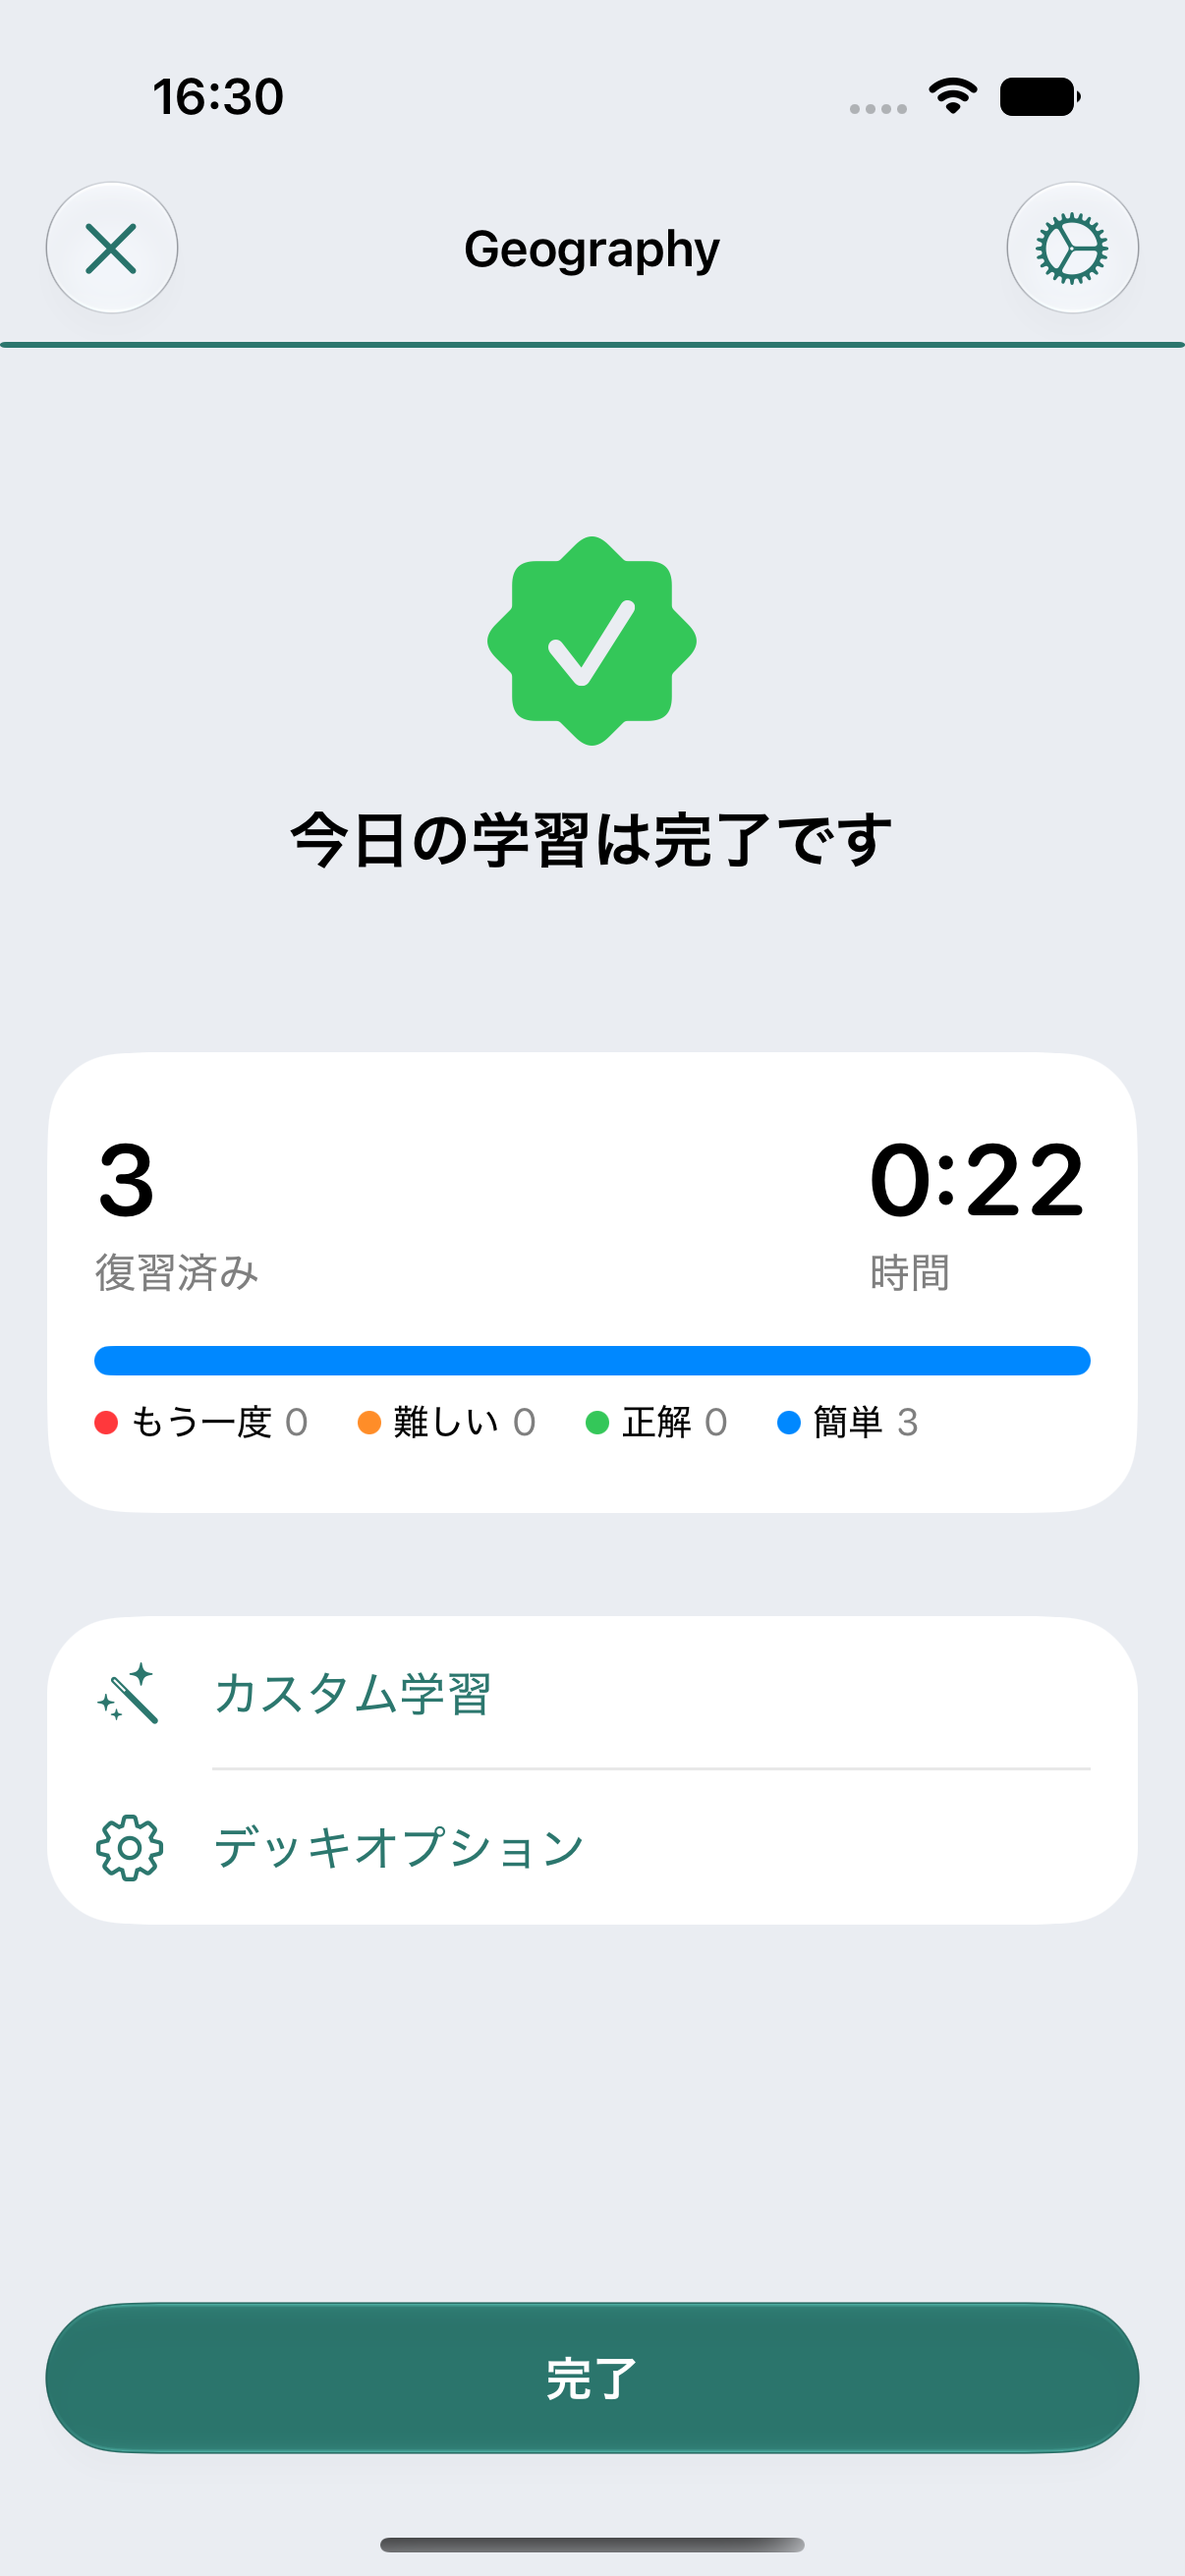 16:30
Geography
今日の学習は完了です
3
0:22
復習済み
時間
もう一度 0 難しい 0 正解 0 簡単 3
カスタム学習
デッキオプション
完了